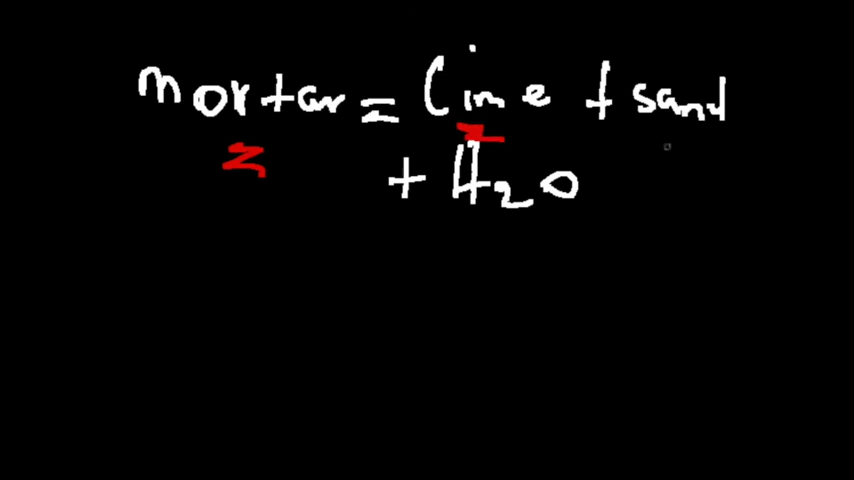 mortar = Lime + sand
+ H2O